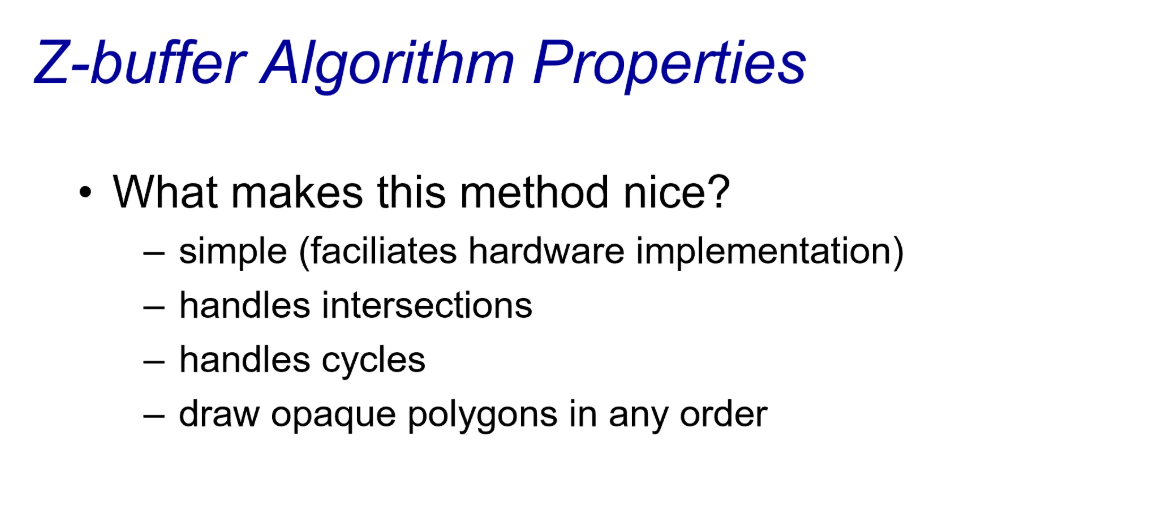 Z-buffer Algorithm Properties
• What makes this method nice?
– simple (faciliates hardware implementation)
– handles intersections
– handles cycles
– draw opaque polygons in any order